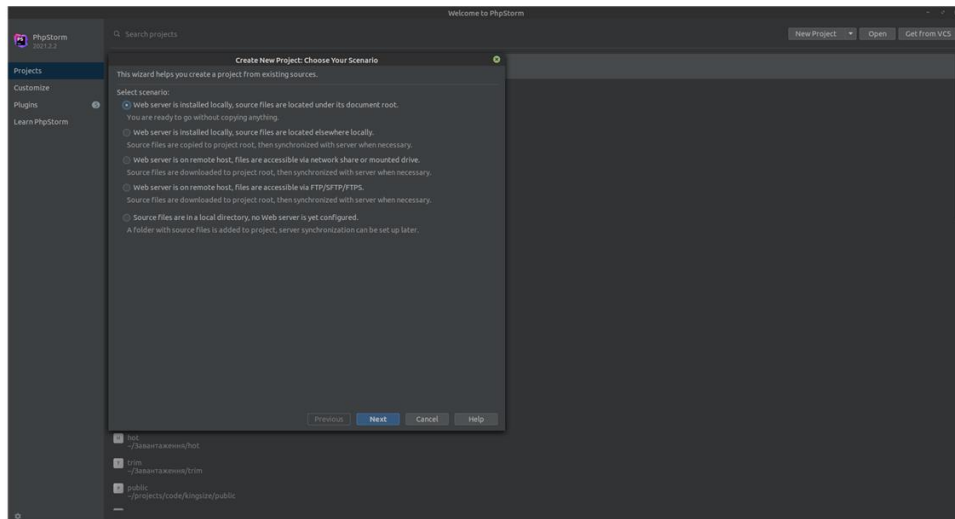 Welcome to PhpStorm
PhpStorm
2021.2.2
Search projects
New Project
Open
Get from VCS
Projects
Customize
Plugins
Learn PhpStorm
Create New Project: Choose Your Scenario
This wizard helps you create a project from existing sources.
Select scenario:
Web server is installed locally, source files are located under its document root.
You are ready to go without copying anything.
Web server is installed locally, source files are located elsewhere locally.
Source files are copied to project root, then synchronized with server when necessary.
Web server is on remote host, files are accessible via network share or mounted drive.
Source files are downloaded to project root, then synchronized with server when necessary.
Web server is on remote host, files are accessible via FTP/SFTP/FTPS.
Source files are downloaded to project root, then synchronized with server when necessary.
Source files are in a local directory, no Web server is yet configured.
A folder with source files is added to project, server synchronization can be set up later.
Previous
Next
Cancel
Help
hot
~/Завантаження/hot
trim
~/Завантаження/trim
public
~/projects/code/kingsize/public